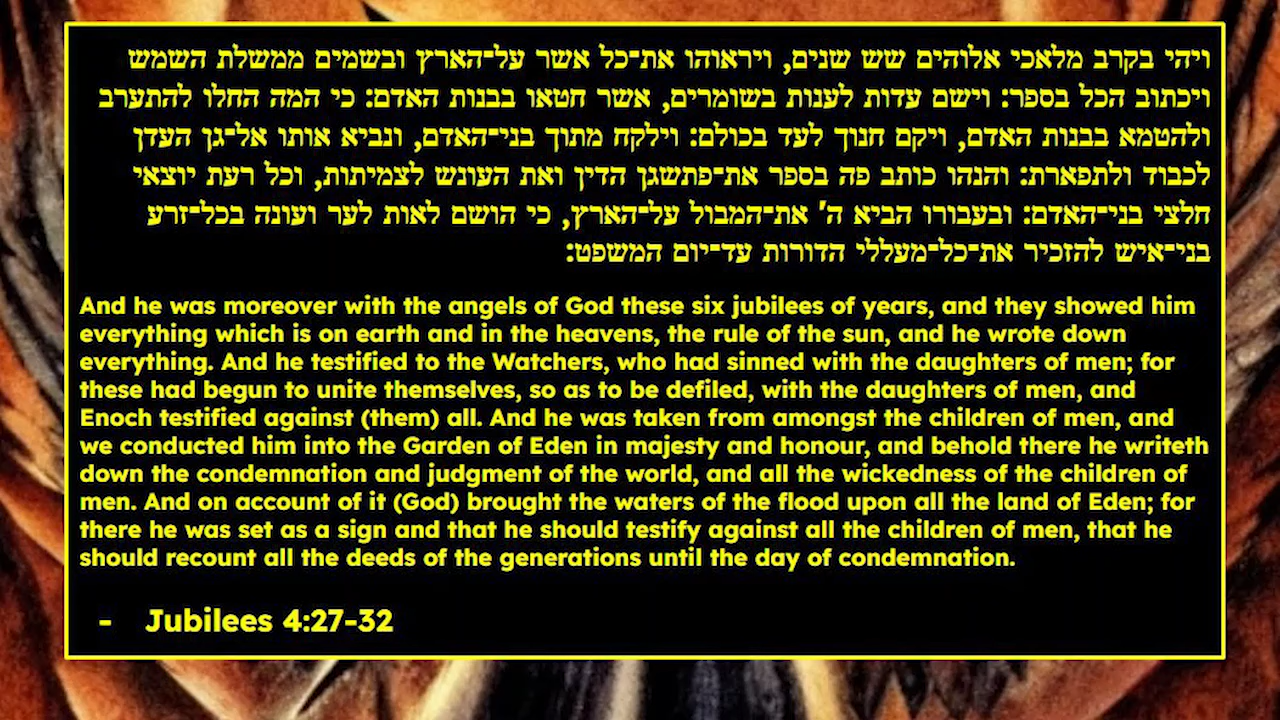 ויהי בקרב מלאכי אלוהים שש שנים, ויראוהו את־כל אשר על־הארץ ובשמים ממשלת השמש
ויכתוב הכל בספר: וישם עדות לענות בשומרים, אשר חטאו בבנות האדם: כי המה החלו להתערב
ולהטמא בבנות האדם, ויקם חנוך לעד בכולם: וילקח מתוך בני־האדם, ונביא אותו אל־גן העדן
לכבוד ולתפארת: והנהו כותב פה בספר את־פתשגן הדין ואת העונש לצמיתות, וכל רעת יוצאי
חלצי בני־האדם: ובעבורו הביא ה' את־המבול על־הארץ, כי הושם לאות לער ועונה בכל־זרע
בני־איש להזכיר את־כל־מעללי הדורות עד־יום המשפט:
And he was moreover with the angels of God these six jubilees of years, and they showed him
everything which is on earth and in the heavens, the rule of the sun, and he wrote down
everything. And he testified to the Watchers, who had sinned with the daughters of men; for
these had begun to unite themselves, so as to be defiled, with the daughters of men, and
Enoch testified against (them) all. And he was taken from amongst the children of men, and
we conducted him into the Garden of Eden in majesty and honour, and behold there he writeth
down the condemnation and judgment of the world, and all the wickedness of the children of
men. And on account of it (God) brought the waters of the flood upon all the land of Eden; for
there he was set as a sign and that he should testify against all the children of men, that he
should recount all the deeds of the generations until the day of condemnation.
- Jubilees 4:27-32